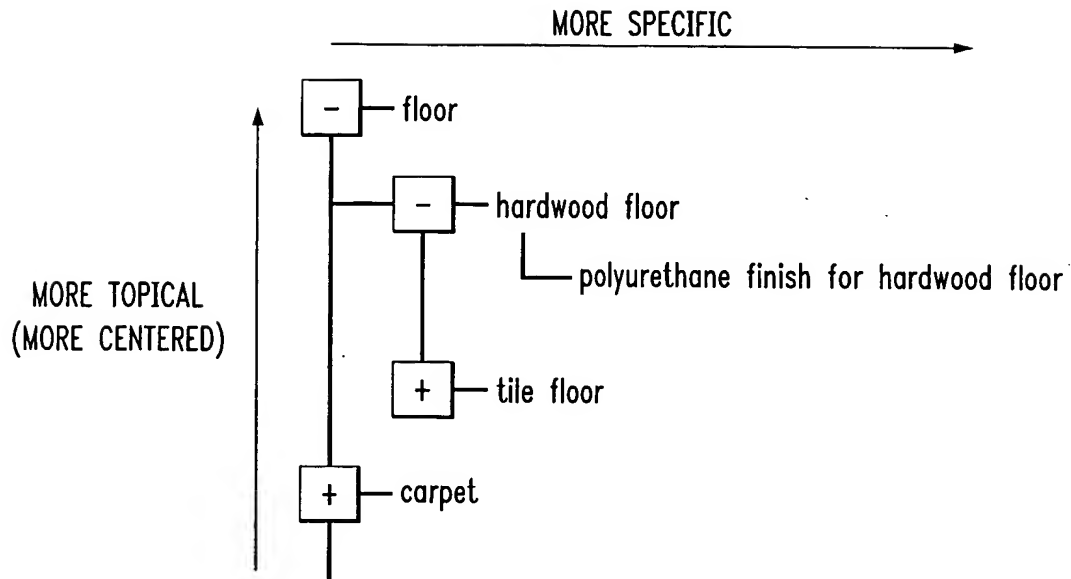 MORE SPECIFIC
- floor
- hardwood floor
polyurethane finish for hardwood floor
MORE TOPICAL
(MORE CENTERED)
+ tile floor
+ carpet